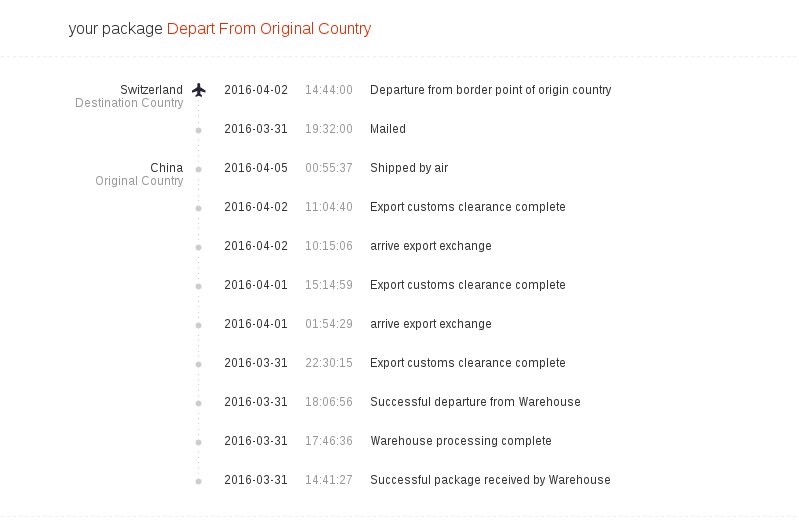 your package Depart From Original Country
Switzerland 2016-04-02 14:44:00 Departure from border point of origin country
Destination Country
2016-03-31 19:32:00 Mailed
China 2016-04-05 00:55:37 Shipped by air
Original Country
2016-04-02 11:04:40 Export customs clearance complete
2016-04-02 10:15:06 arrive export exchange
2016-04-01 15:14:59 Export customs clearance complete
2016-04-01 01:54:29 arrive export exchange
2016-03-31 22:30:15 Export customs clearance complete
2016-03-31 18:06:56 Successful departure from Warehouse
2016-03-31 17:46:36 Warehouse processing complete
2016-03-31 14:41:27 Successful package received by Warehouse